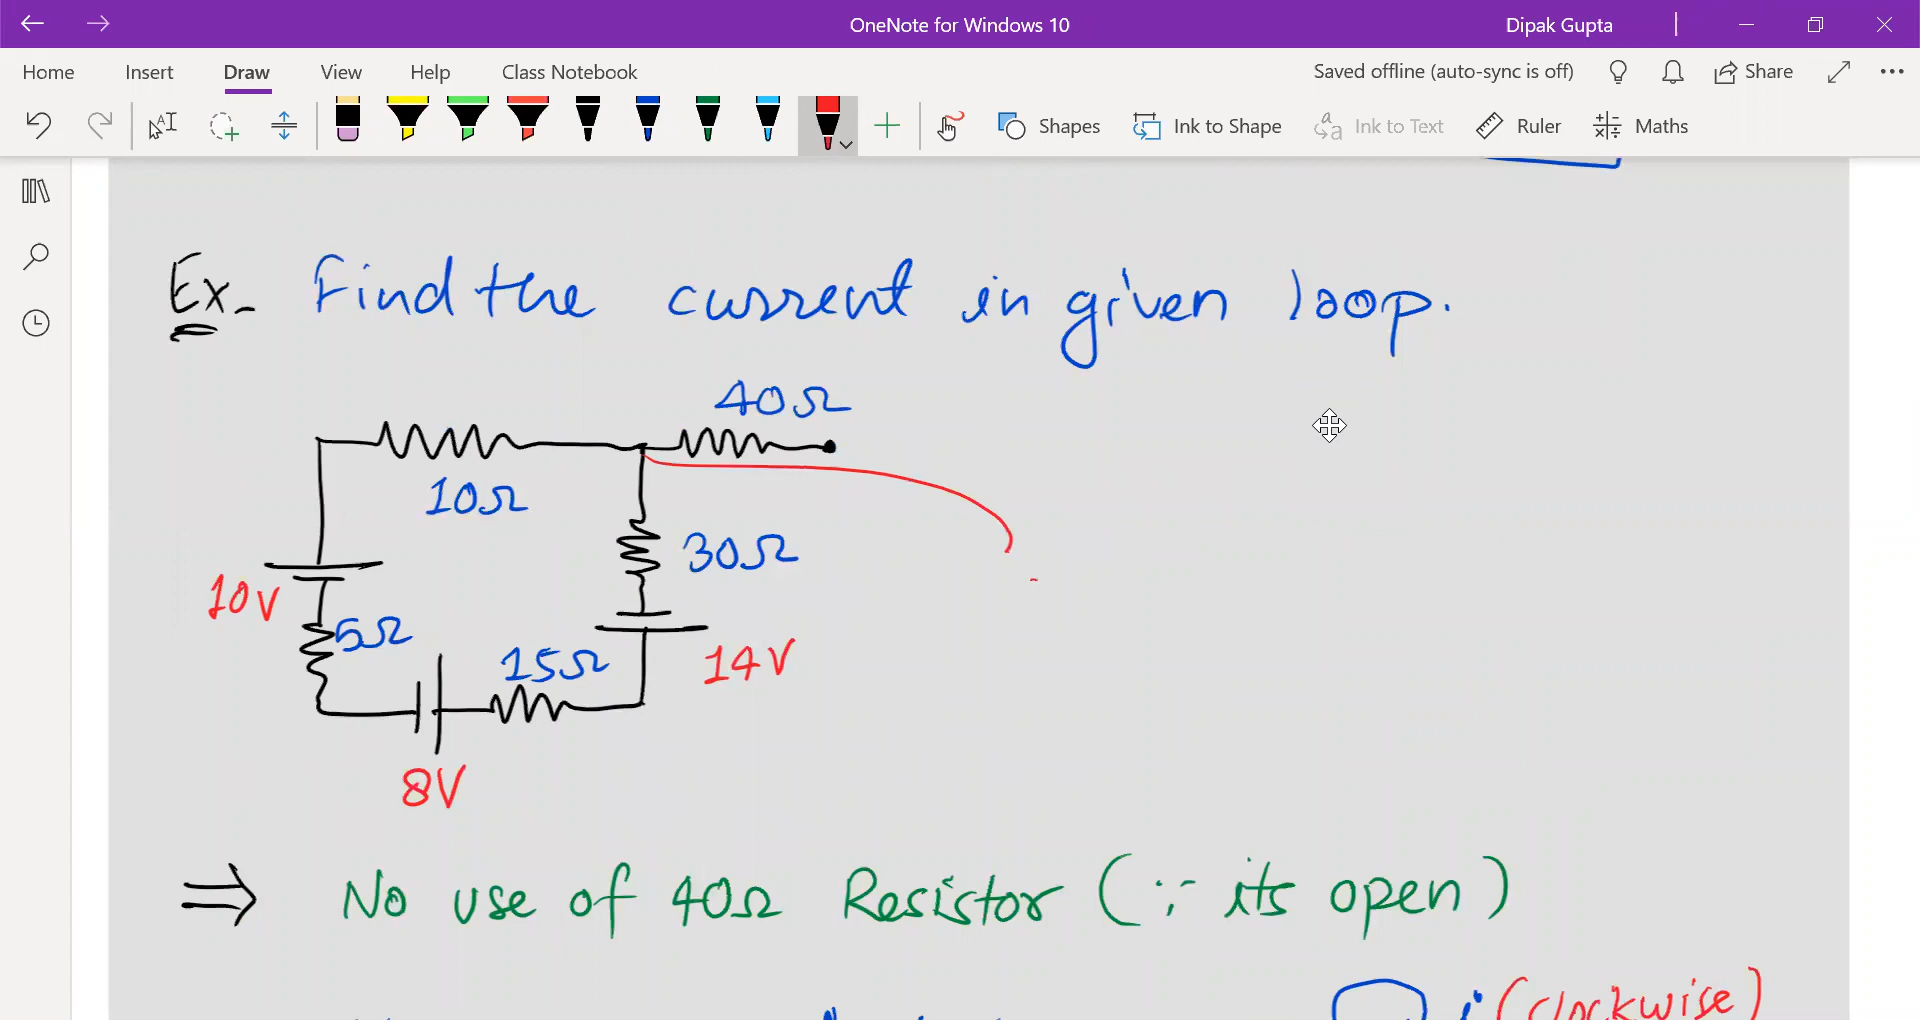 OneNote for Windows 10
Dipak Gupta
Home Insert Draw View Help Class Notebook
Saved offline (auto-sync is off) Share
Shapes Ink to Shape Ink to Text Ruler Maths
Ex- Find the current in given loop.
40Ω
10Ω
30Ω
10V
5Ω
15Ω
14V
8V
⇒ No use of 40Ω Resistor (∵ its open)
i (clockwise)